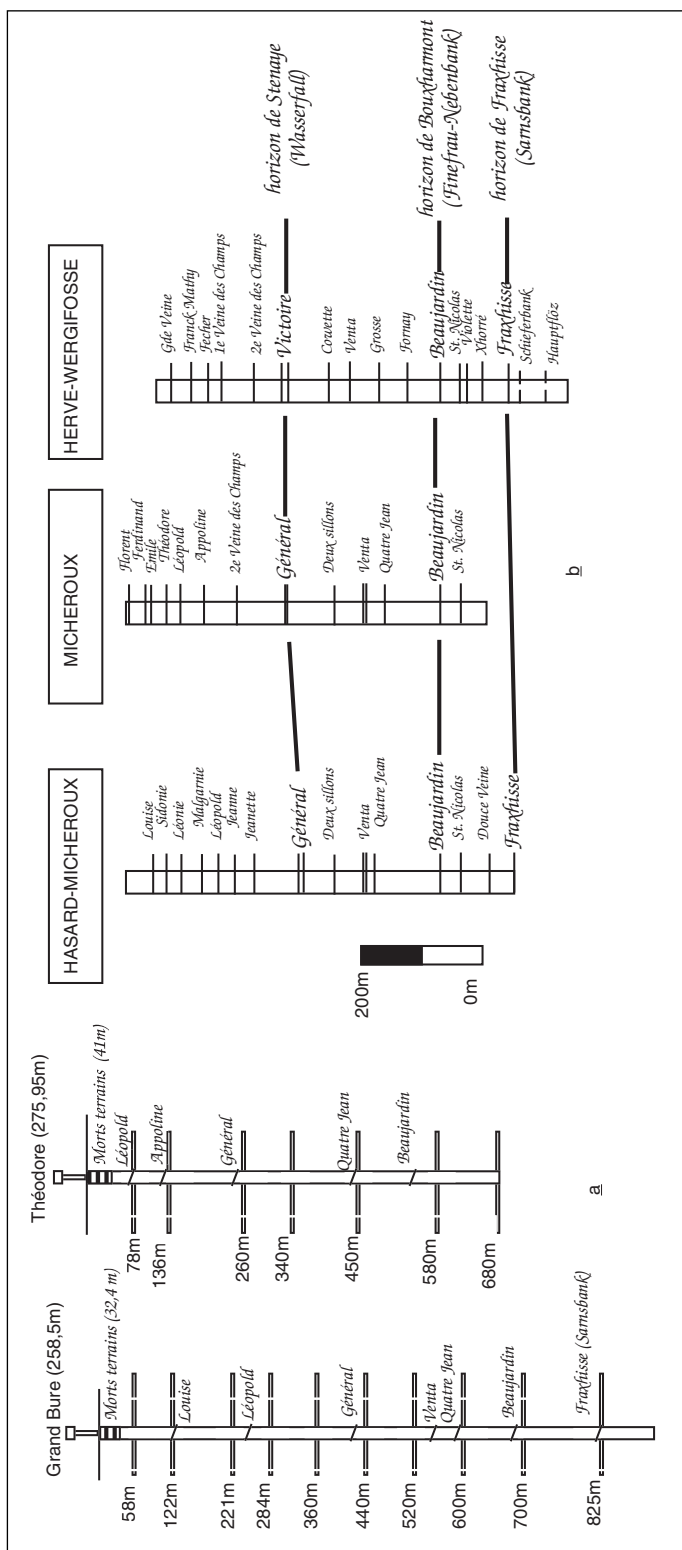 Grand Bure (258,5m)
Morts terrains (32,4 m)
Louise
Léopold
Général
Venta
Quatre Jean
Beaujardin
Fraxhisse (Sarnsbank)
58m
122m
221m
284m
360m
440m
520m
600m
700m
825m
Théodore (275,95m)
Morts terrains (41m)
Léopold
Appoline
Général
Quatre Jean
Beaujardin
78m
136m
260m
340m
450m
580m
680m
a
200m
0m
HASARD-MICHEROUX
Louise
Sidonie
Léonie
Malgarnie
Léopold
Jeanne
Jeanette
Général
Deux sillons
Venta
Quatre Jean
Beaujardin
St. Nicolas
Douce Veine
Fraxhisse
MICHEROUX
Florent
Ferdinand
Emile
Théodore
Léopold
Appoline
2e Veine des Champs
Général
Deux sillons
Venta
Quatre Jean
Beaujardin
St. Nicolas
HERVE-WERGIFOSSE
Gde Veine
Franck Mathy
Fecher
1e Veine des Champs
2e Veine des Champs
Victoire
Cowette
Venta
Grosse
Fornay
Beaujardin
St. Nicolas
Violette
Xhorré
Fraxhisse
Schieferbank
Hauptflöz
horizon de Stenaye
(Wasserfall)
horizon de Bouxharmont
(Finefrau-Nebenbank)
horizon de Fraxhisse
(Sarnsbank)
b